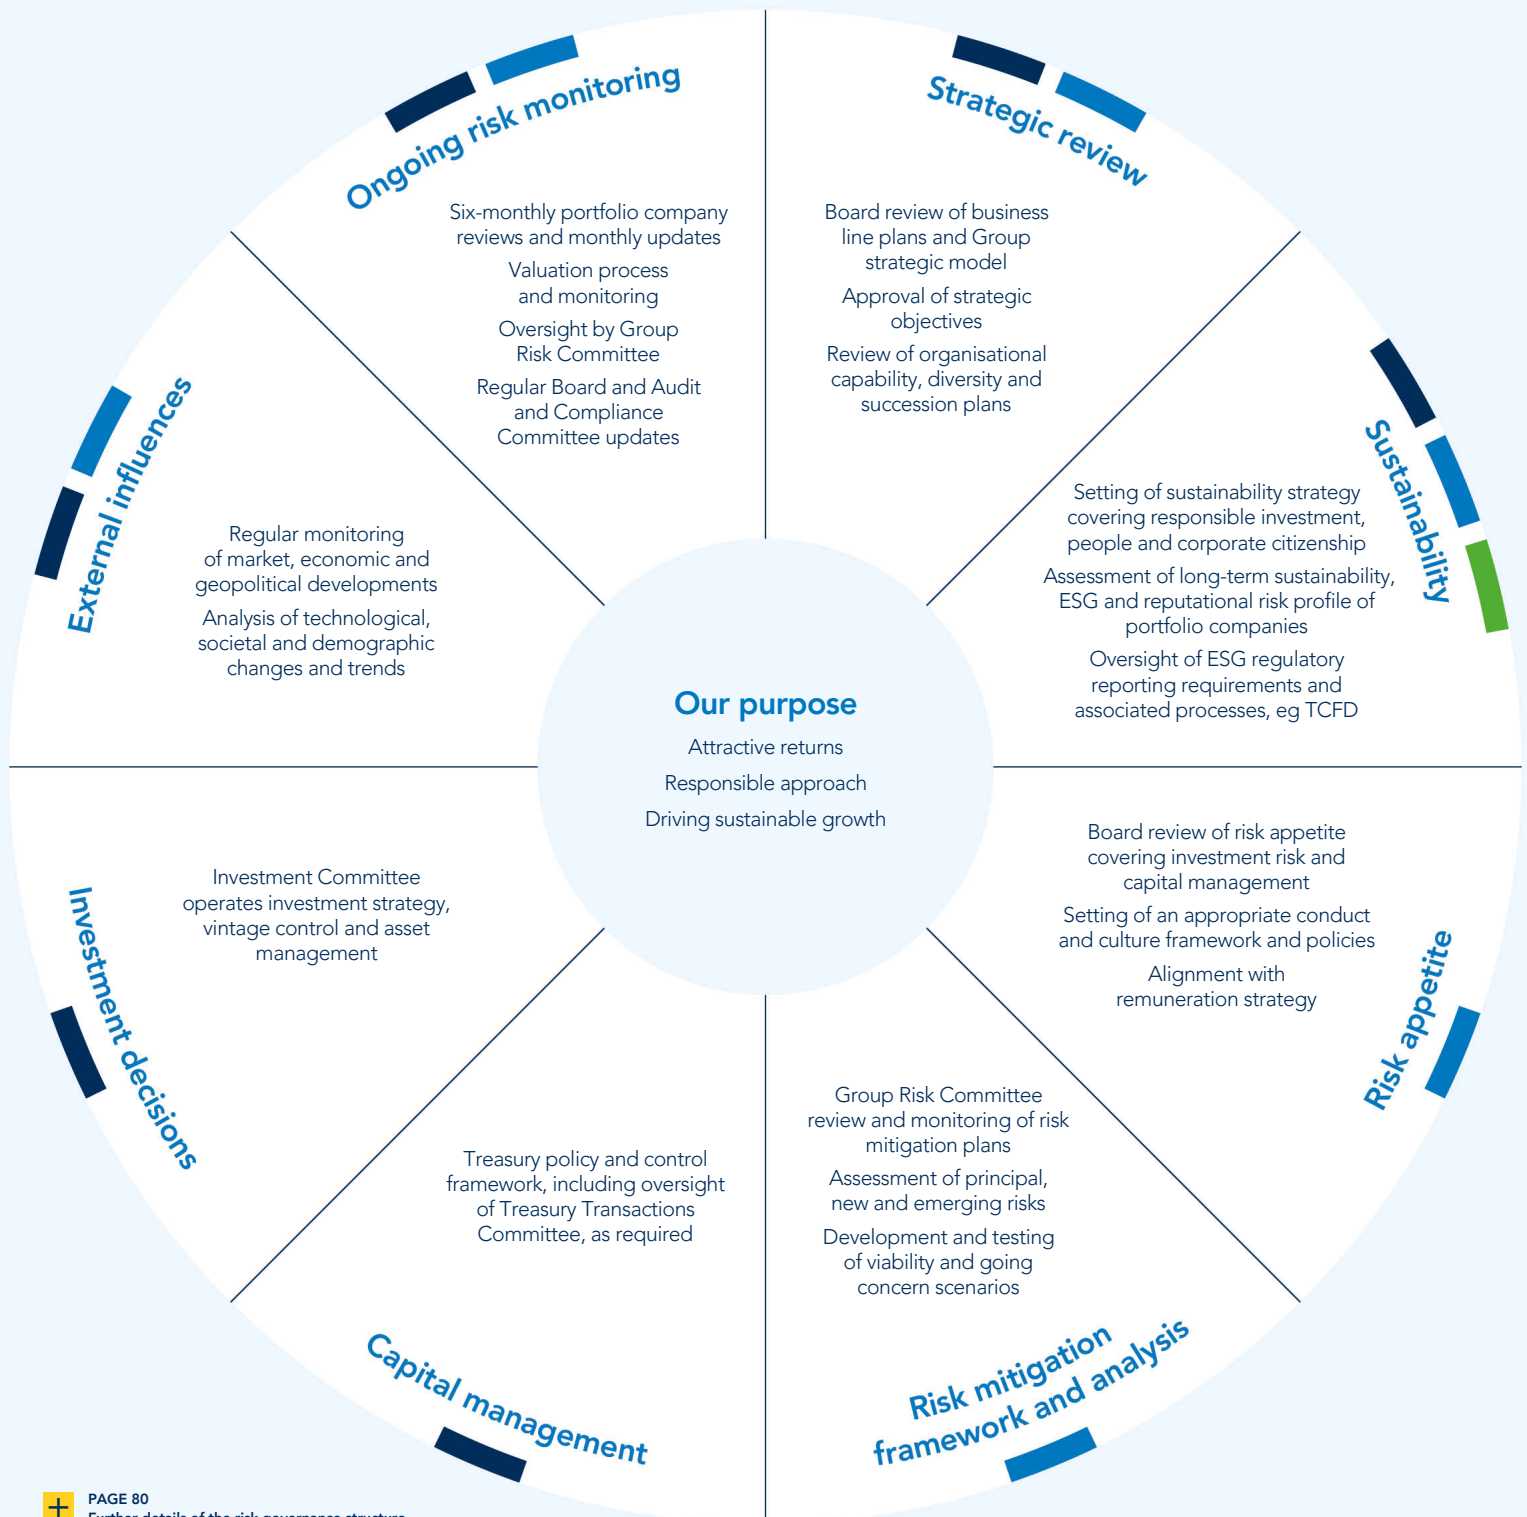 Ongoing risk monitoring
Six-monthly portfolio company
reviews and monthly updates
Valuation process
and monitoring
Oversight by Group
Risk Committee
Regular Board and Audit
and Compliance
Committee updates
Strategic review
Board review of business
line plans and Group
strategic model
Approval of strategic
objectives
Review of organisational
capability, diversity and
succession plans
Sustainability
Setting of sustainability strategy
covering responsible investment,
people and corporate citizenship
Assessment of long-term sustainability,
ESG and reputational risk profile of
portfolio companies
Oversight of ESG regulatory
reporting requirements and
associated processes, eg TCFD
Risk appetite
Board review of risk appetite
covering investment risk and
capital management
Setting of an appropriate conduct
and culture framework and policies
Alignment with
remuneration strategy
Risk mitigation
framework and analysis
Group Risk Committee
review and monitoring of risk
mitigation plans
Assessment of principal,
new and emerging risks
Development and testing
of viability and going
concern scenarios
Capital management
Treasury policy and control
framework, including oversight
of Treasury Transactions
Committee, as required
Investment decisions
Investment Committee
operates investment strategy,
vintage control and asset
management
External influences
Regular monitoring
of market, economic and
geopolitical developments
Analysis of technological,
societal and demographic
changes and trends
Our purpose
Attractive returns
Responsible approach
Driving sustainable growth
PAGE 80
Further details of the risk governance structure